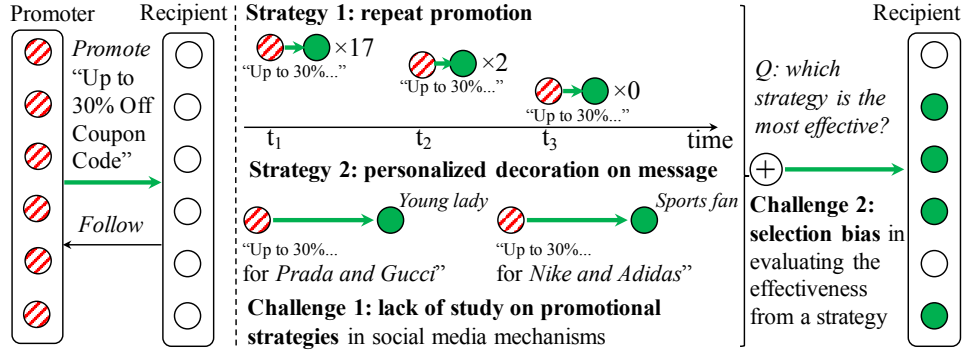 Promoter
Recipient
Promote
“Up to
30% Off
Coupon
Code”
Follow
Strategy 1: repeat promotion
×17
“Up to 30%...”
×2
“Up to 30%...”
×0
“Up to 30%...”
t1
t2
t3
time
Strategy 2: personalized decoration on message
Young lady
“Up to 30%...
for Prada and Gucci”
Sports fan
“Up to 30%...
for Nike and Adidas”
Challenge 1: lack of study on promotional
strategies in social media mechanisms
Recipient
Q: which
strategy is the
most effective?
+
Challenge 2:
selection bias in
evaluating the
effectiveness
from a strategy